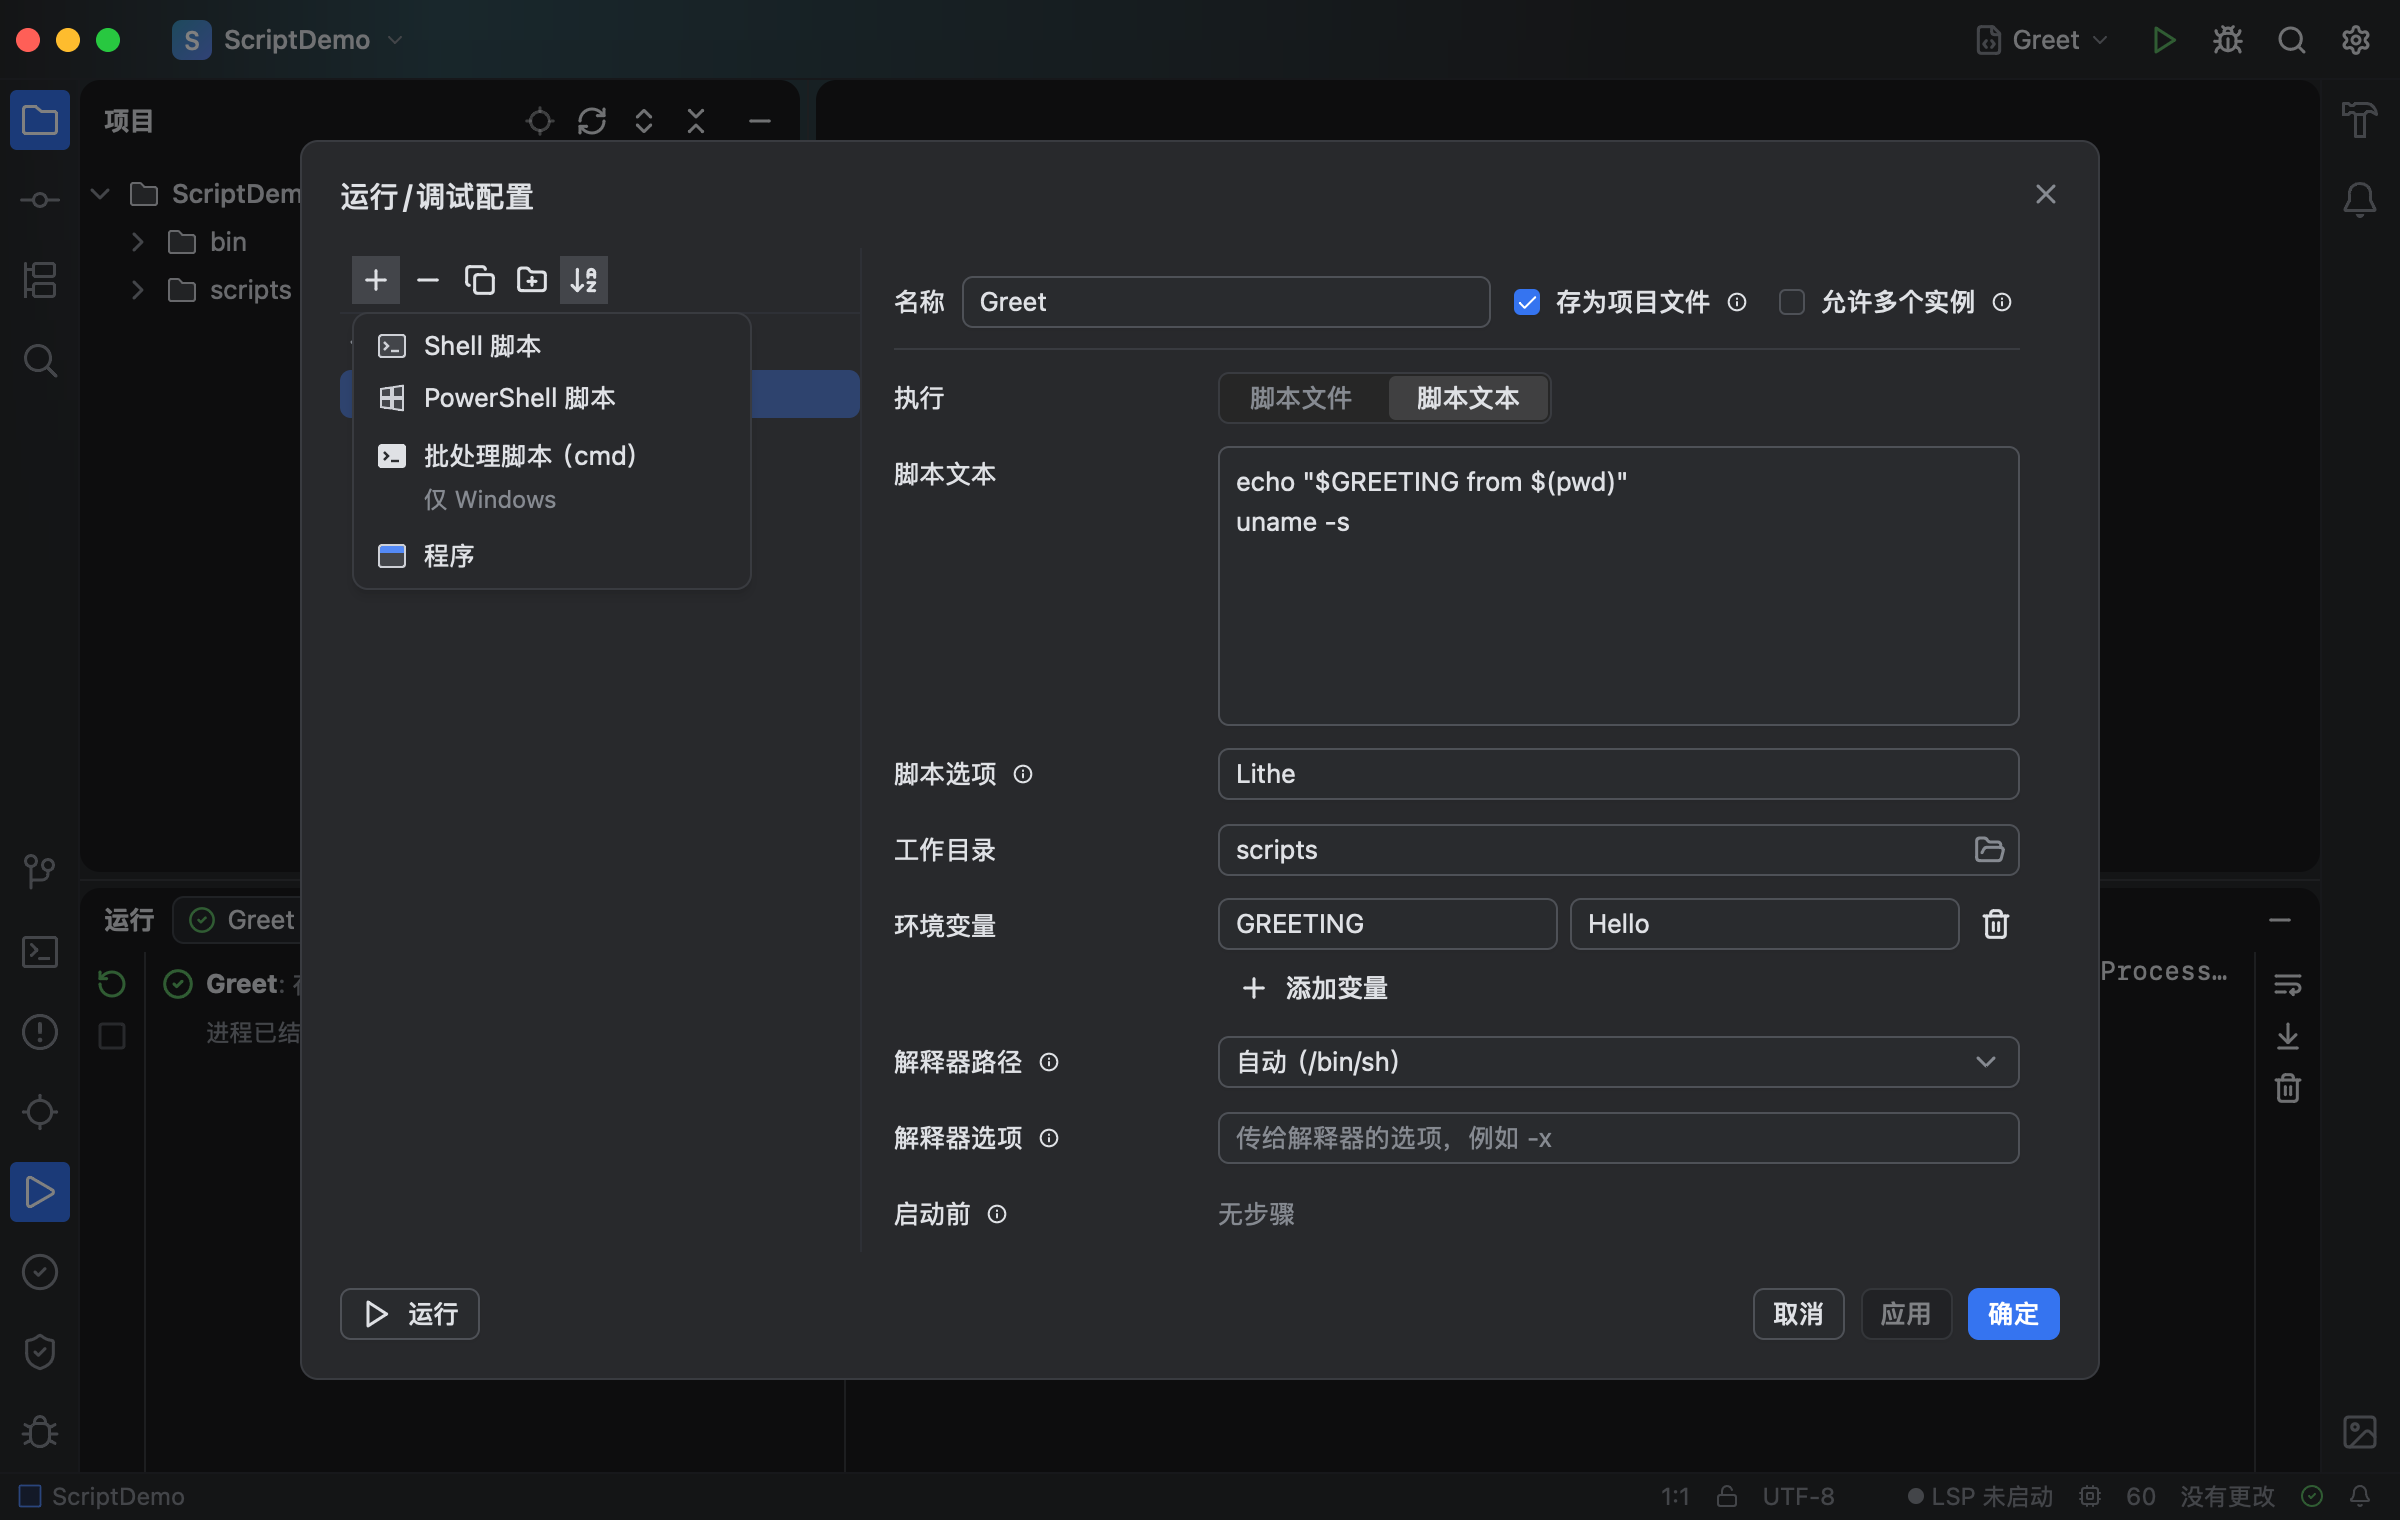 S ScriptDemo
Greet
项目
ScriptDem
bin
scripts
运行/调试配置
Shell 脚本
PowerShell 脚本
批处理脚本（cmd）
仅 Windows
程序
名称
Greet
存为项目文件
允许多个实例
执行
脚本文件
脚本文本
脚本文本
echo "$GREETING from $(pwd)"
uname -s
脚本选项
Lithe
工作目录
scripts
环境变量
GREETING
Hello
添加变量
解释器路径
自动（/bin/sh）
解释器选项
传给解释器的选项，例如 -x
启动前
无步骤
运行
取消
应用
确定
运行
Greet
Greet:
进程已结
Process…
ScriptDemo
1:1
UTF-8
LSP 未启动
60
没有更改